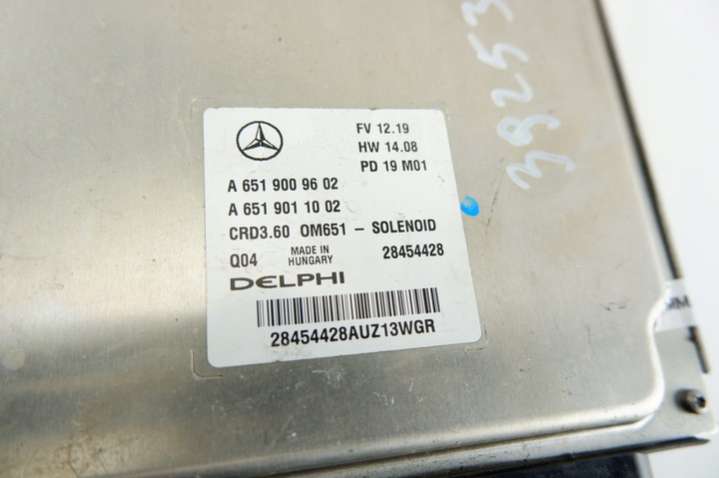 FV 12.19
HW 14.08
PD 19 M01
A 651 900 96 02
A 651 901 10 02
CRD3.60 OM651 - SOLENOID
Q04 MADE IN HUNGARY 28454428
DELPHI
28454428AUZ13WGR
39253